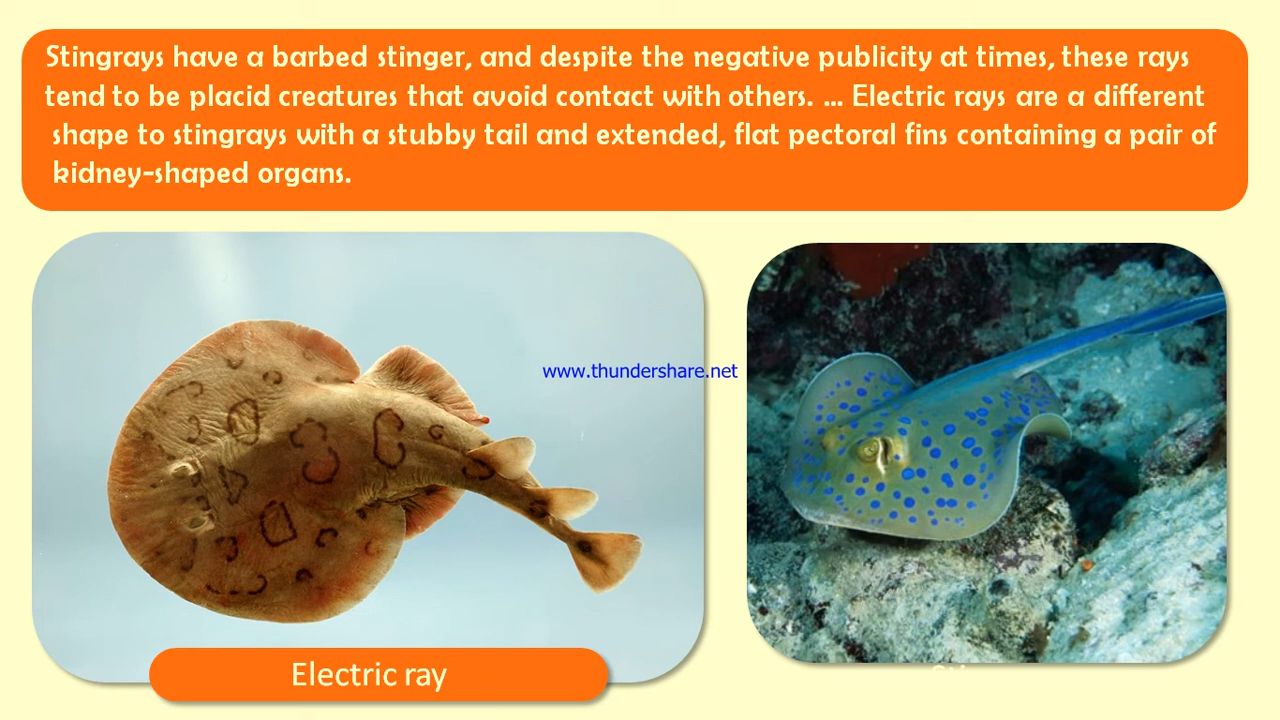 Stingrays have a barbed stinger, and despite the negative publicity at times, these rays
tend to be placid creatures that avoid contact with others. ... Electric rays are a different
shape to stingrays with a stubby tail and extended, flat pectoral fins containing a pair of
kidney-shaped organs.
www.thundershare.net
Electric ray